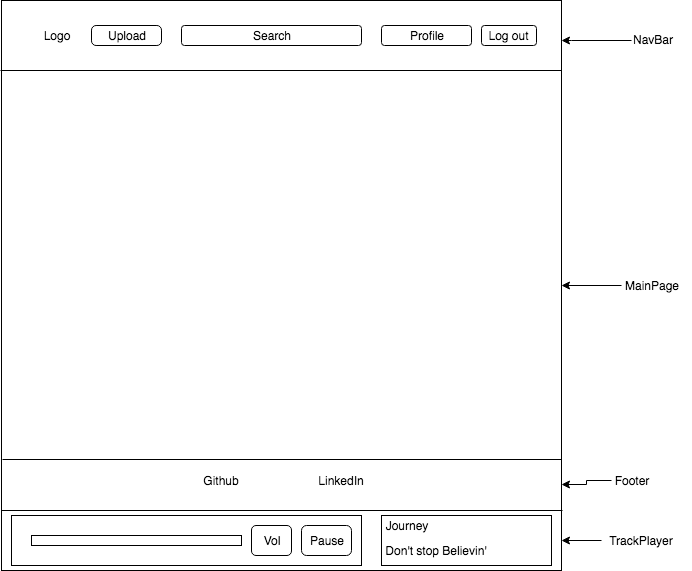 Logo
Upload
Search
Profile
Log out
NavBar
MainPage
Github
LinkedIn
Footer
Vol
Pause
Journey
Don't stop Believin'
TrackPlayer